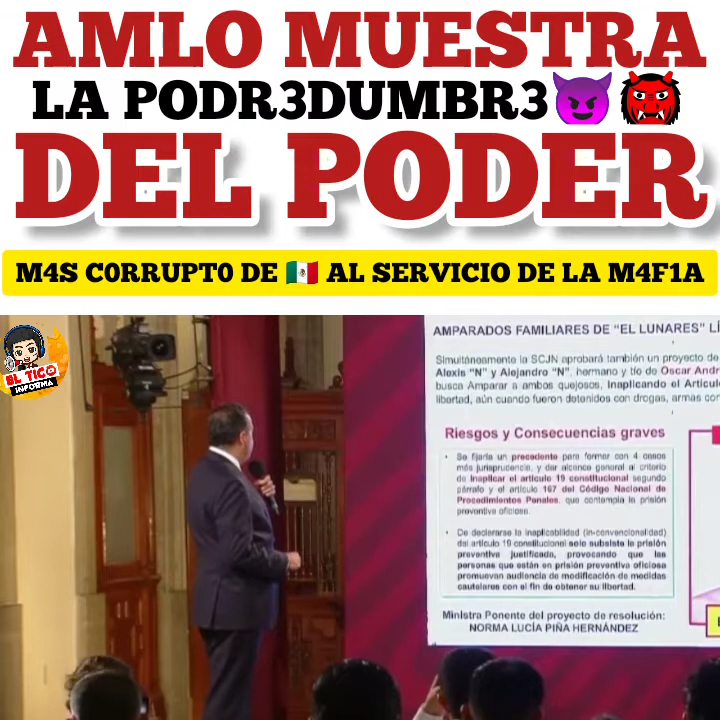 AMLO MUESTRA
LA PODR3DUMBR3
DEL PODER
M4S C0RRUPT0 DE AL SERVICIO DE LA M4F1A
EL TICO
INFORMA
AMPARADOS FAMILIARES DE "EL LUNARES"
Simultáneamente la SCJN aprobará también un proyecto de
Alexis "N" y Alejandro "N", hermano y tío de Oscar
busca Amparar a ambos quejosos, Inaplicando el
libertad, aún cuando fueron detenidos con drogas, armas
Riesgos y Consecuencias graves
• Se fijaría un precedente para formar con 4 casos
más jurisprudencia, y dar alcance general al criterio
de Inaplicar el artículo 19 constitucional segundo
párrafo y el artículo 167 del Código Nacional de
Procedimientos Penales, que contempla la prisión
preventiva oficiosa.
• De declararse la inaplicabilidad (in-convencionalidad)
del artículo 19 constitucional solo subsiste la prisión
preventiva justificada, provocando que las
personas que están en prisión preventiva oficiosa
promuevan audiencia de modificación de medidas
cautelares con el fin de obtener su libertad.
Ministra Ponente del proyecto de resolución:
NORMA LUCÍA PIÑA HERNÁNDEZ